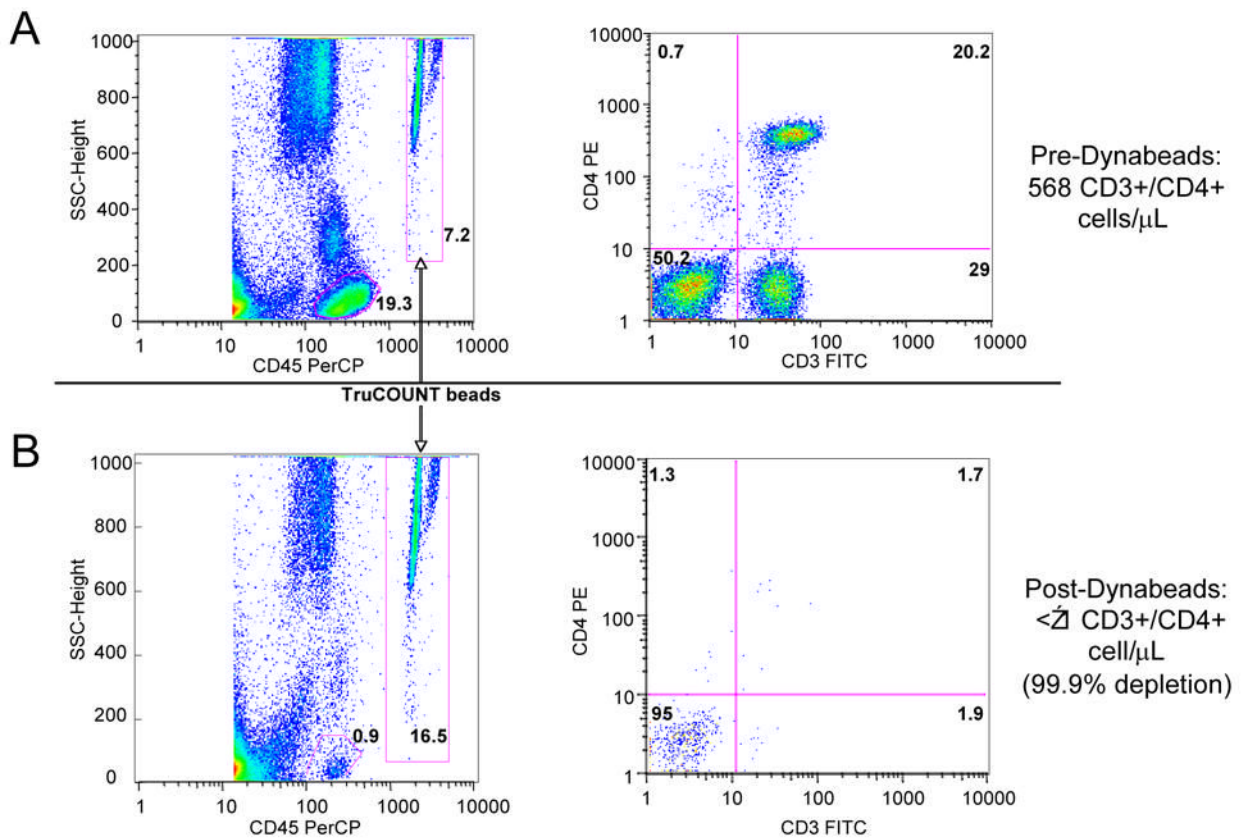 A
1000
800
600
400
200
0
SSC-Height
7.2
19.3
1 10 100 1000 10000
CD45 PerCP
10000
1000
100
10
1
CD4 PE
0.7 20.2
50.2 29
1 10 100 1000 10000
CD3 FITC
Pre-Dynabeads:
568 CD3+/CD4+
cells/μL
TruCOUNT beads
B
1000
800
600
400
200
0
SSC-Height
0.9 16.5
1 10 100 1000 10000
CD45 PerCP
10000
1000
100
10
1
CD4 PE
1.3 1.7
95 1.9
1 10 100 1000 10000
CD3 FITC
Post-Dynabeads:
CD3+/CD4+
cell/μL
(99.9% depletion)